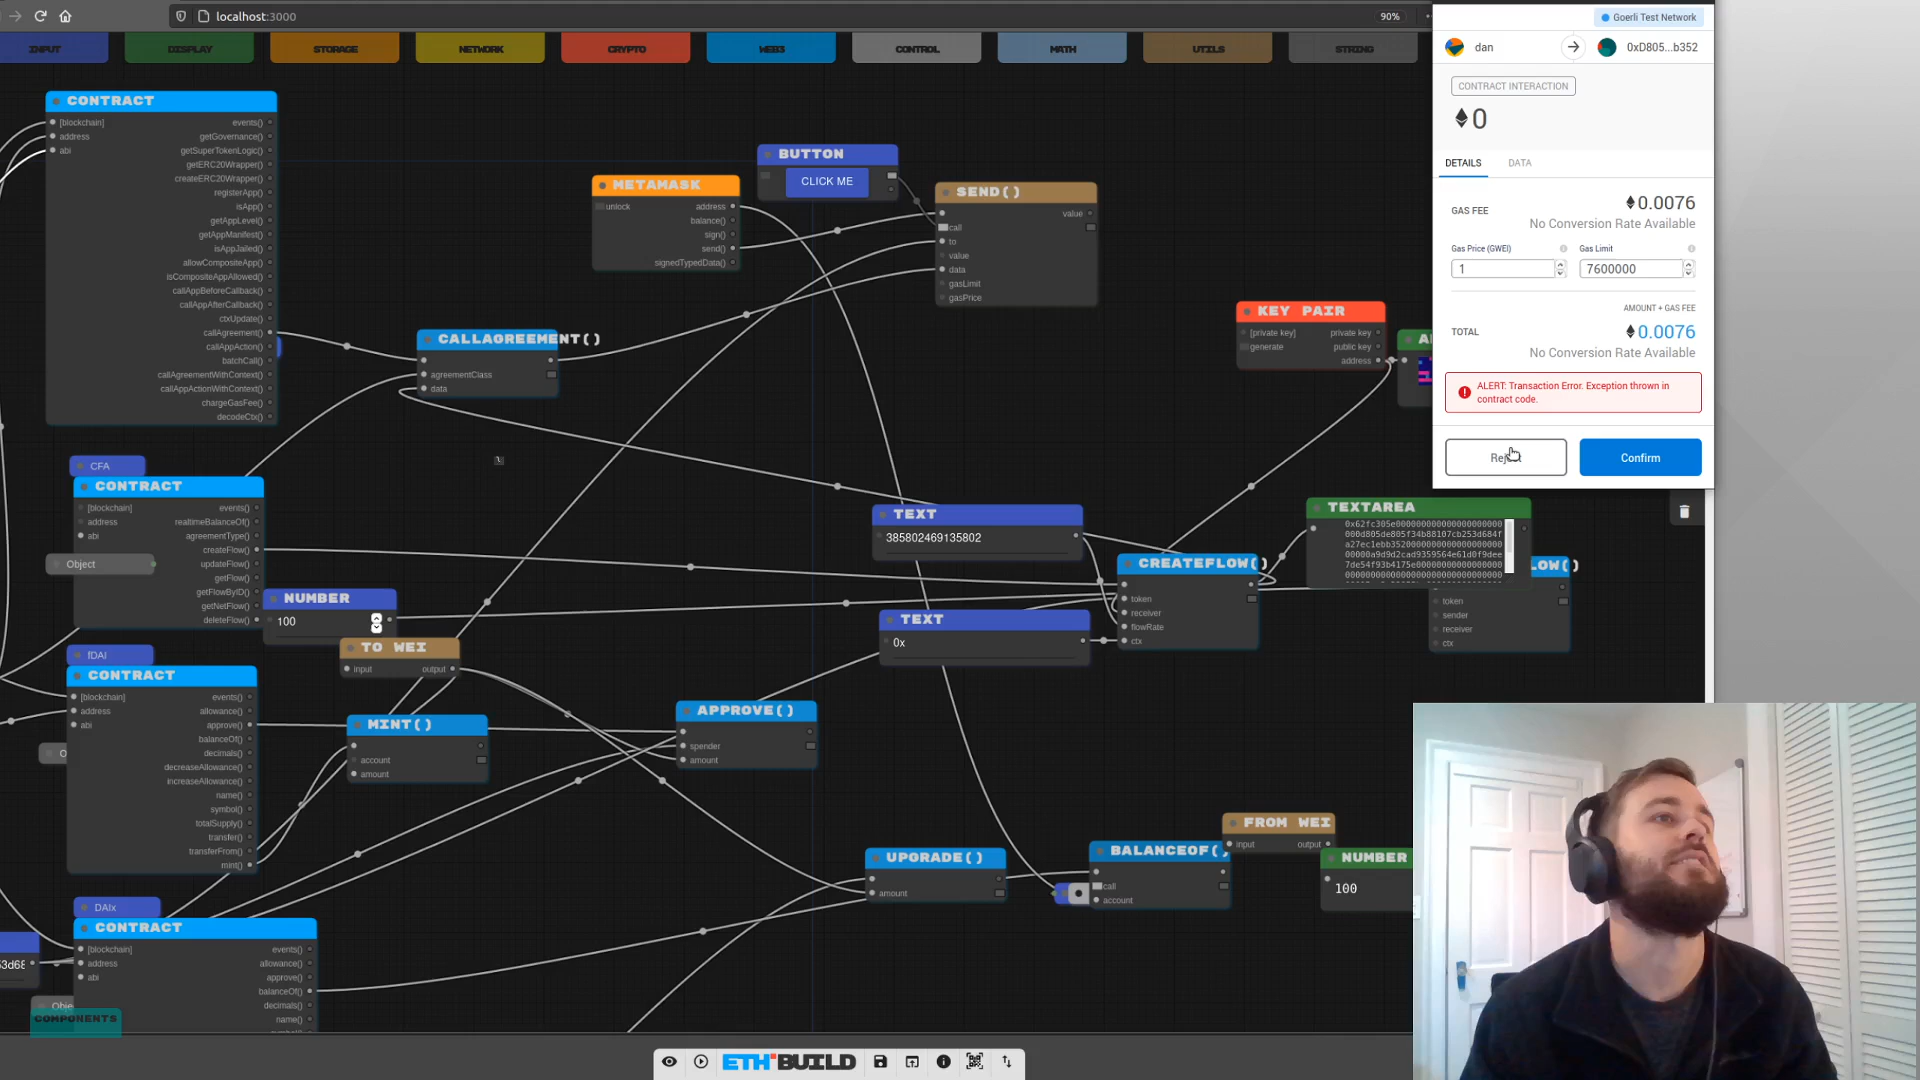 localhost:3000
90%
INPUT
DISPLAY
STORAGE
NETWORK
CRYPTO
WEB3
CONTROL
MATH
UTILS
STRING
CONTRACT
[blockchain]
address
abi
events()
getGovernance()
getSuperTokenLogic()
getERC20Wrapper()
createERC20Wrapper()
registerApp()
isApp()
getAppLevel()
getAppManifest()
isAppJailed()
allowCompositeApp()
isCompositeAppAllowed()
callAppBeforeCallback()
callAppAfterCallback()
ctxUpdate()
callAgreement()
callAppAction()
batchCall()
callAgreementWithContext()
callAppActionWithContext()
chargeGasFee()
decodeCtx()
METAMASK
unlock
address
balance()
sign()
send()
signedTypedData()
BUTTON
CLICK ME
SEND()
value
call
to
value
data
gasLimit
gasPrice
CALLAGREEMENT()
agreementClass
data
KEY PAIR
[private key]
generate
private key
public key
address
CFA
CONTRACT
[blockchain]
address
abi
events()
realtimeBalanceOf()
agreementType()
createFlow()
updateFlow()
getFlow()
getFlowByID()
getNetFlow()
deleteFlow()
Object
NUMBER
100
TO WEI
input
output
TEXT
385802469135802
TEXT
0x
CREATEFLOW()
token
receiver
flowRate
ctx
TEXTAREA
0x62fc305e00000000000000000000
000d805de805f34b88107cb253d684f
a27ec1ebb352000000000000000000
00000a9d9d2cad9359564e61d0f9dee
7de54f93b4175e0000000000000000
LOW()
token
sender
receiver
ctx
fDAI
CONTRACT
[blockchain]
address
abi
events()
allowance()
approve()
balanceOf()
decimals()
decreaseAllowance()
increaseAllowance()
name()
symbol()
totalSupply()
transfer()
transferFrom()
mint()
MINT()
account
amount
APPROVE()
spender
amount
UPGRADE()
amount
BALANCEOF()
call
account
FROM WEI
input
output
NUMBER
100
DAIx
CONTRACT
[blockchain]
address
abi
events()
allowance()
approve()
balanceOf()
decimals()
name()
COMPONENTS
ETH BUILD
Goerli Test Network
dan
0xD805...b352
CONTRACT INTERACTION
0
DETAILS
DATA
GAS FEE
0.0076
No Conversion Rate Available
Gas Price (GWEI)
Gas Limit
1
7600000
AMOUNT + GAS FEE
TOTAL
0.0076
No Conversion Rate Available
ALERT: Transaction Error. Exception thrown in
contract code.
Confirm